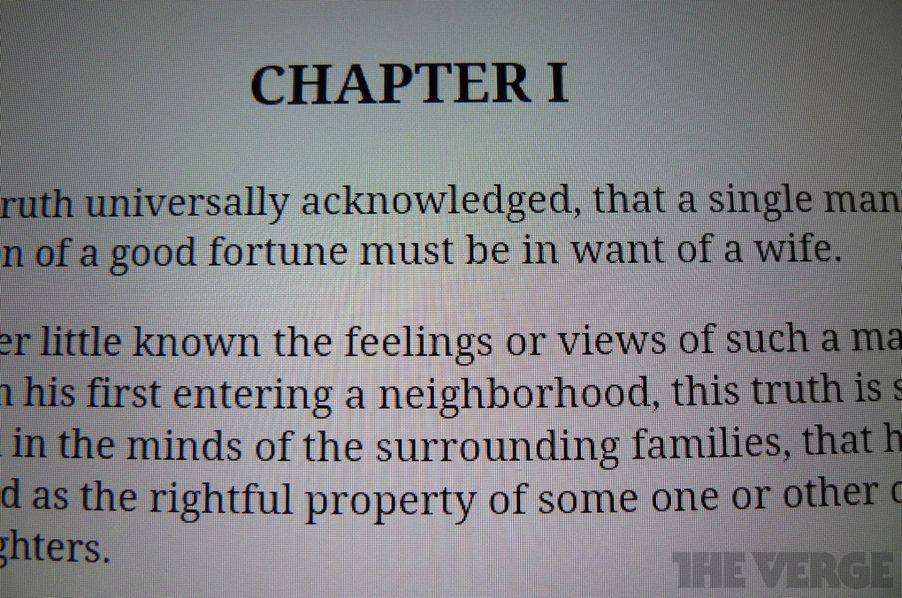 CHAPTER I
ruth universally acknowledged, that a single man
n of a good fortune must be in want of a wife.
er little known the feelings or views of such a ma
n his first entering a neighborhood, this truth is s
in the minds of the surrounding families, that h
d as the rightful property of some one or other o
ghters.
THE VERGE